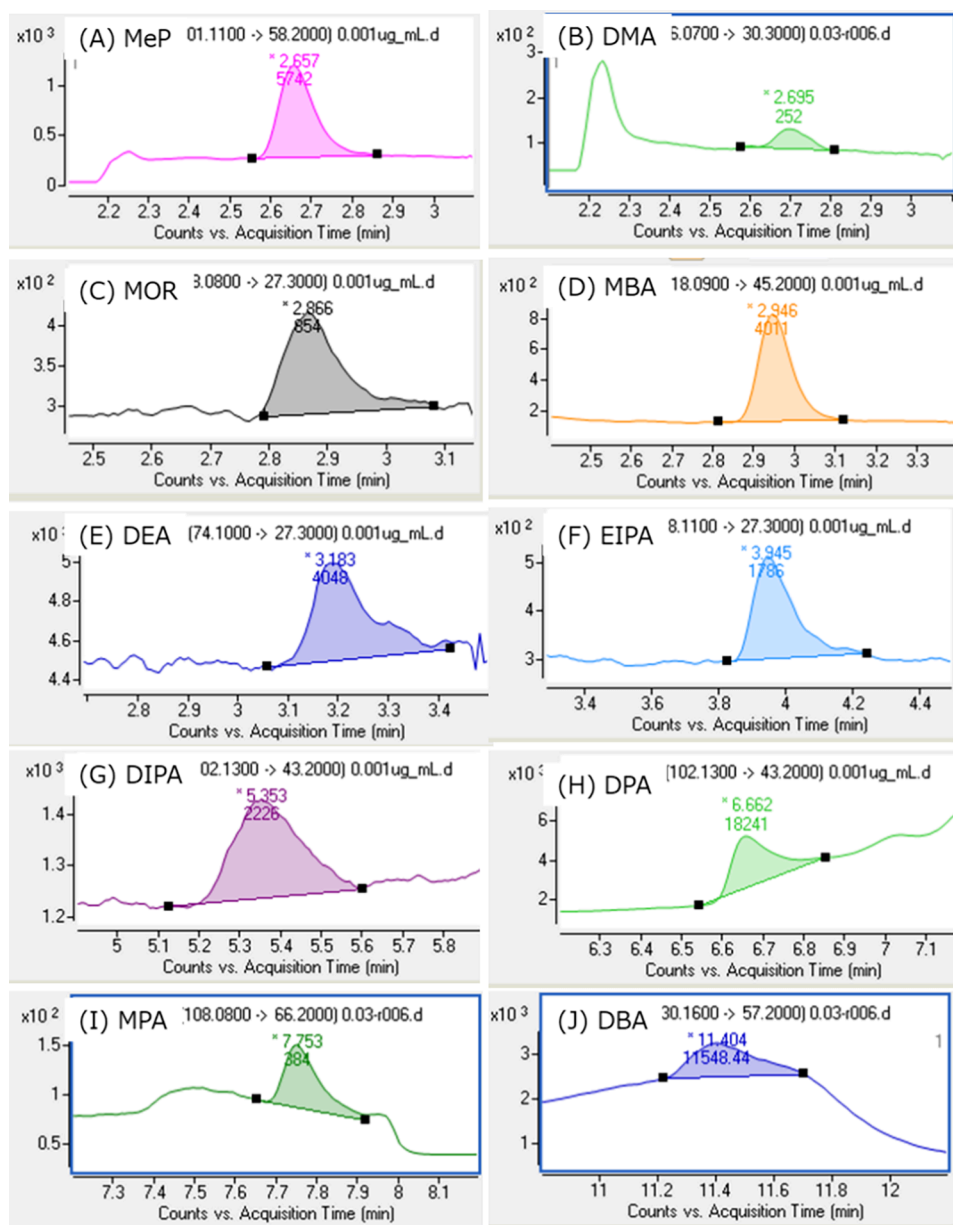 (A) MeP 01.1100 -> 58.2000) 0.001ug_mL.d
x10 3
* 2.657
5742
1
0.5
0
2.2 2.3 2.4 2.5 2.6 2.7 2.8 2.9 3
Counts vs. Acquisition Time (min)
(B) DMA 6.0700 -> 30.3000) 0.03-r006.d
x10 2
3
* 2.695
252
2
1
2.2 2.3 2.4 2.5 2.6 2.7 2.8 2.9 3 3.1
Counts vs. Acquisition Time (min)
(C) MOR 3.0800 -> 27.3000) 0.001ug_mL.d
x10 2
* 2.866
854
4
3.5
3
2.5 2.6 2.7 2.8 2.9 3 3.1
Counts vs. Acquisition Time (min)
(D) MBA 18.0900 -> 45.2000) 0.001ug_mL.d
x10 2
* 2.946
4011
8
6
4
2
2.5 2.6 2.7 2.8 2.9 3 3.1 3.2 3.3
Counts vs. Acquisition Time (min)
(E) DEA (74.1000 -> 27.3000) 0.001ug_mL.d
x10 3
* 3.183
4048
5
4.8
4.6
4.4
2.8 2.9 3 3.1 3.2 3.3 3.4
Counts vs. Acquisition Time (min)
(F) EIPA 8.1100 -> 27.3000) 0.001ug_mL.d
x10 2
* 3.945
1786
5
4
3
3.4 3.6 3.8 4 4.2 4.4
Counts vs. Acquisition Time (min)
(G) DIPA 02.1300 -> 43.2000) 0.001ug_mL.d
x10 3
* 5.353
2226
1.4
1.3
1.2
5 5.1 5.2 5.3 5.4 5.5 5.6 5.7 5.8
Counts vs. Acquisition Time (min)
(H) DPA (102.1300 -> 43.2000) 0.001ug_mL.d
x10 3
* 6.662
18241
6
4
2
6.3 6.4 6.5 6.6 6.7 6.8 6.9 7 7.1
Counts vs. Acquisition Time (min)
(I) MPA (108.0800 -> 66.2000) 0.03-r006.d
x10 2
* 7.753
384
1.5
1
0.5
7.3 7.4 7.5 7.6 7.7 7.8 7.9 8 8.1
Counts vs. Acquisition Time (min)
(J) DBA 30.1600 -> 57.2000) 0.03-r006.d
x10 3
1
* 11.404
11548.44
3
2
1
11 11.2 11.4 11.6 11.8 12
Counts vs. Acquisition Time (min)